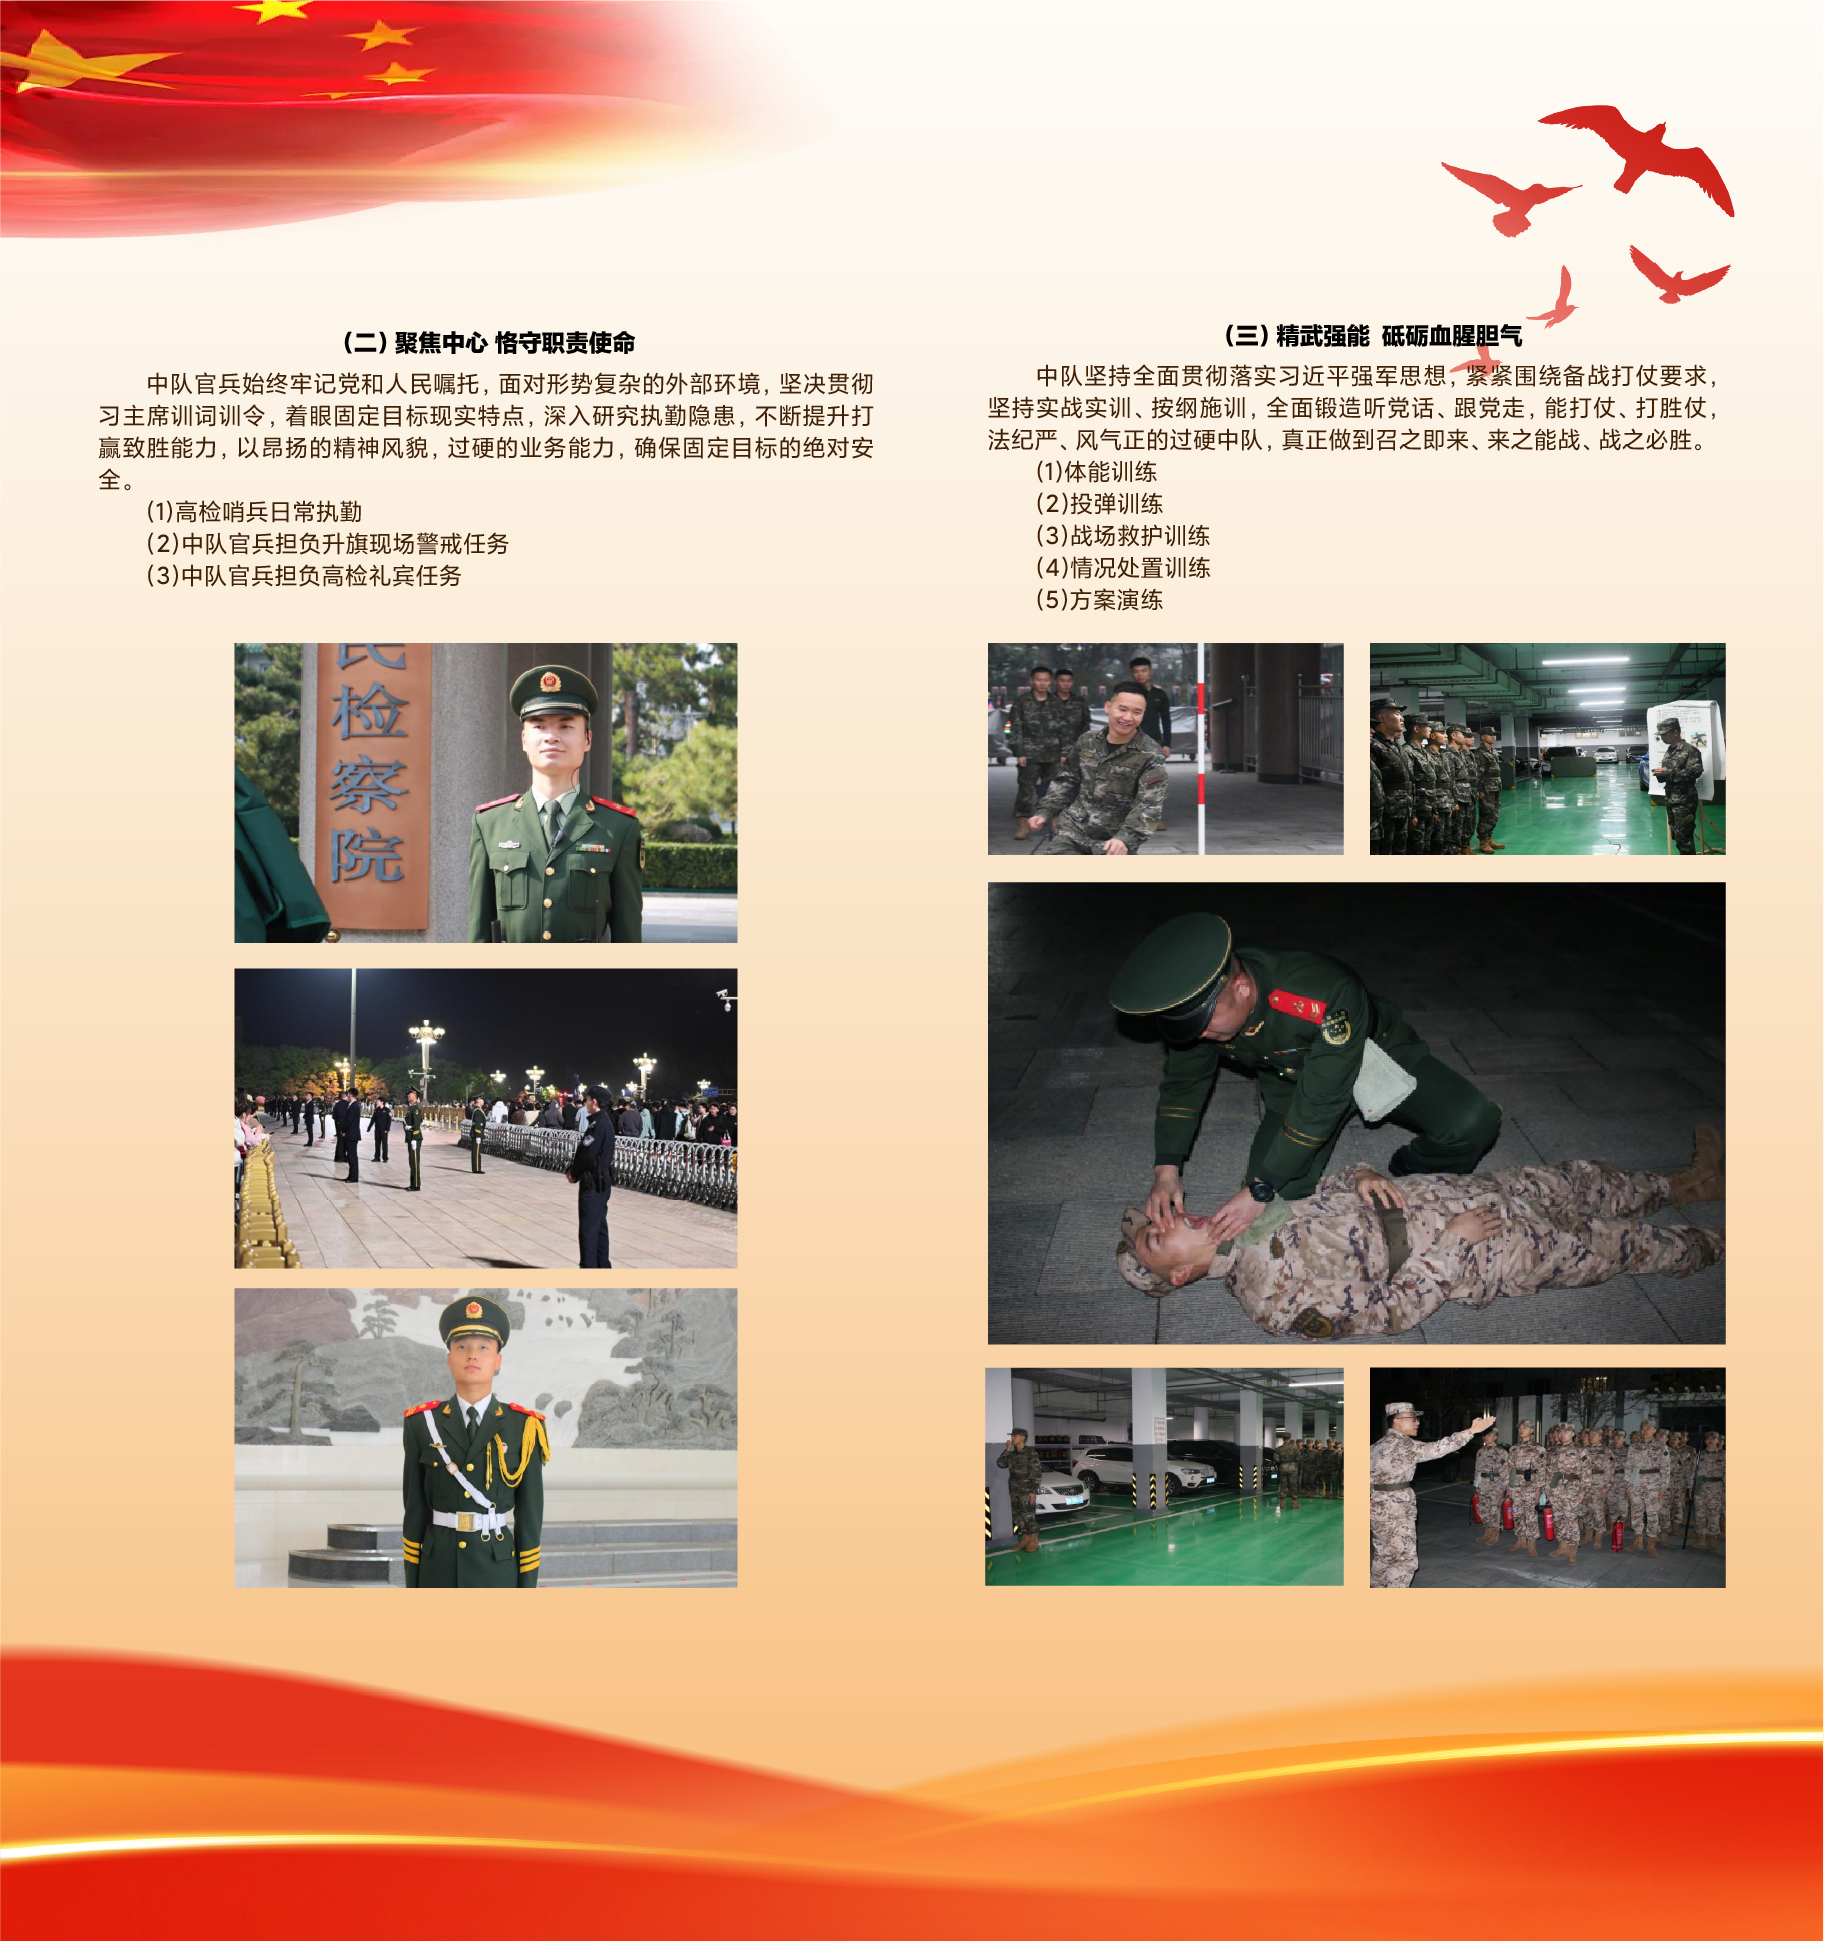 （二）聚焦中心 恪守职责使命
中队官兵始终牢记党和人民嘱托，面对形势复杂的外部环境，坚决贯彻
习主席训词训令，着眼固定目标现实特点，深入研究执勤隐患，不断提升打
赢致胜能力，以昂扬的精神风貌，过硬的业务能力，确保固定目标的绝对安
全。
(1)高检哨兵日常执勤
(2)中队官兵担负升旗现场警戒任务
(3)中队官兵担负高检礼宾任务
民检察院
（三）精武强能 砥砺血腥胆气
中队坚持全面贯彻落实习近平强军思想，紧紧围绕备战打仗要求，
坚持实战实训、按纲施训，全面锻造听党话、跟党走，能打仗、打胜仗，
法纪严、风气正的过硬中队，真正做到召之即来、来之能战、战之必胜。
(1)体能训练
(2)投弹训练
(3)战场救护训练
(4)情况处置训练
(5)方案演练